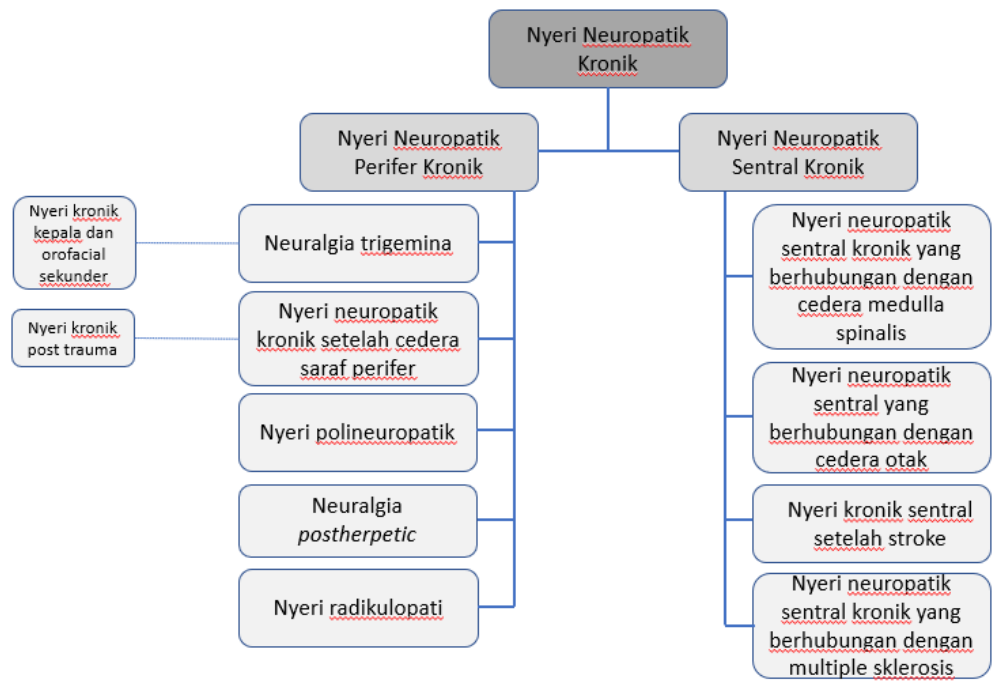 Nyeri Neuropatik
Kronik
Nyeri Neuropatik
Perifer Kronik
Nyeri Neuropatik
Sentral Kronik
Nyeri kronik
kepala dan
orofacial
sekunder
Neuralgia trigemina
Nyeri kronik
post trauma
Nyeri neuropatik
kronik setelah cedera
saraf perifer
Nyeri polineuropatik
Neuralgia
postherpetic
Nyeri radikulopati
Nyeri neuropatik
sentral kronik yang
berhubungan dengan
cedera medulla
spinalis
Nyeri neuropatik
sentral yang
berhubungan dengan
cedera otak
Nyeri kronik sentral
setelah stroke
Nyeri neuropatik
sentral kronik yang
berhubungan dengan
multiple sklerosis